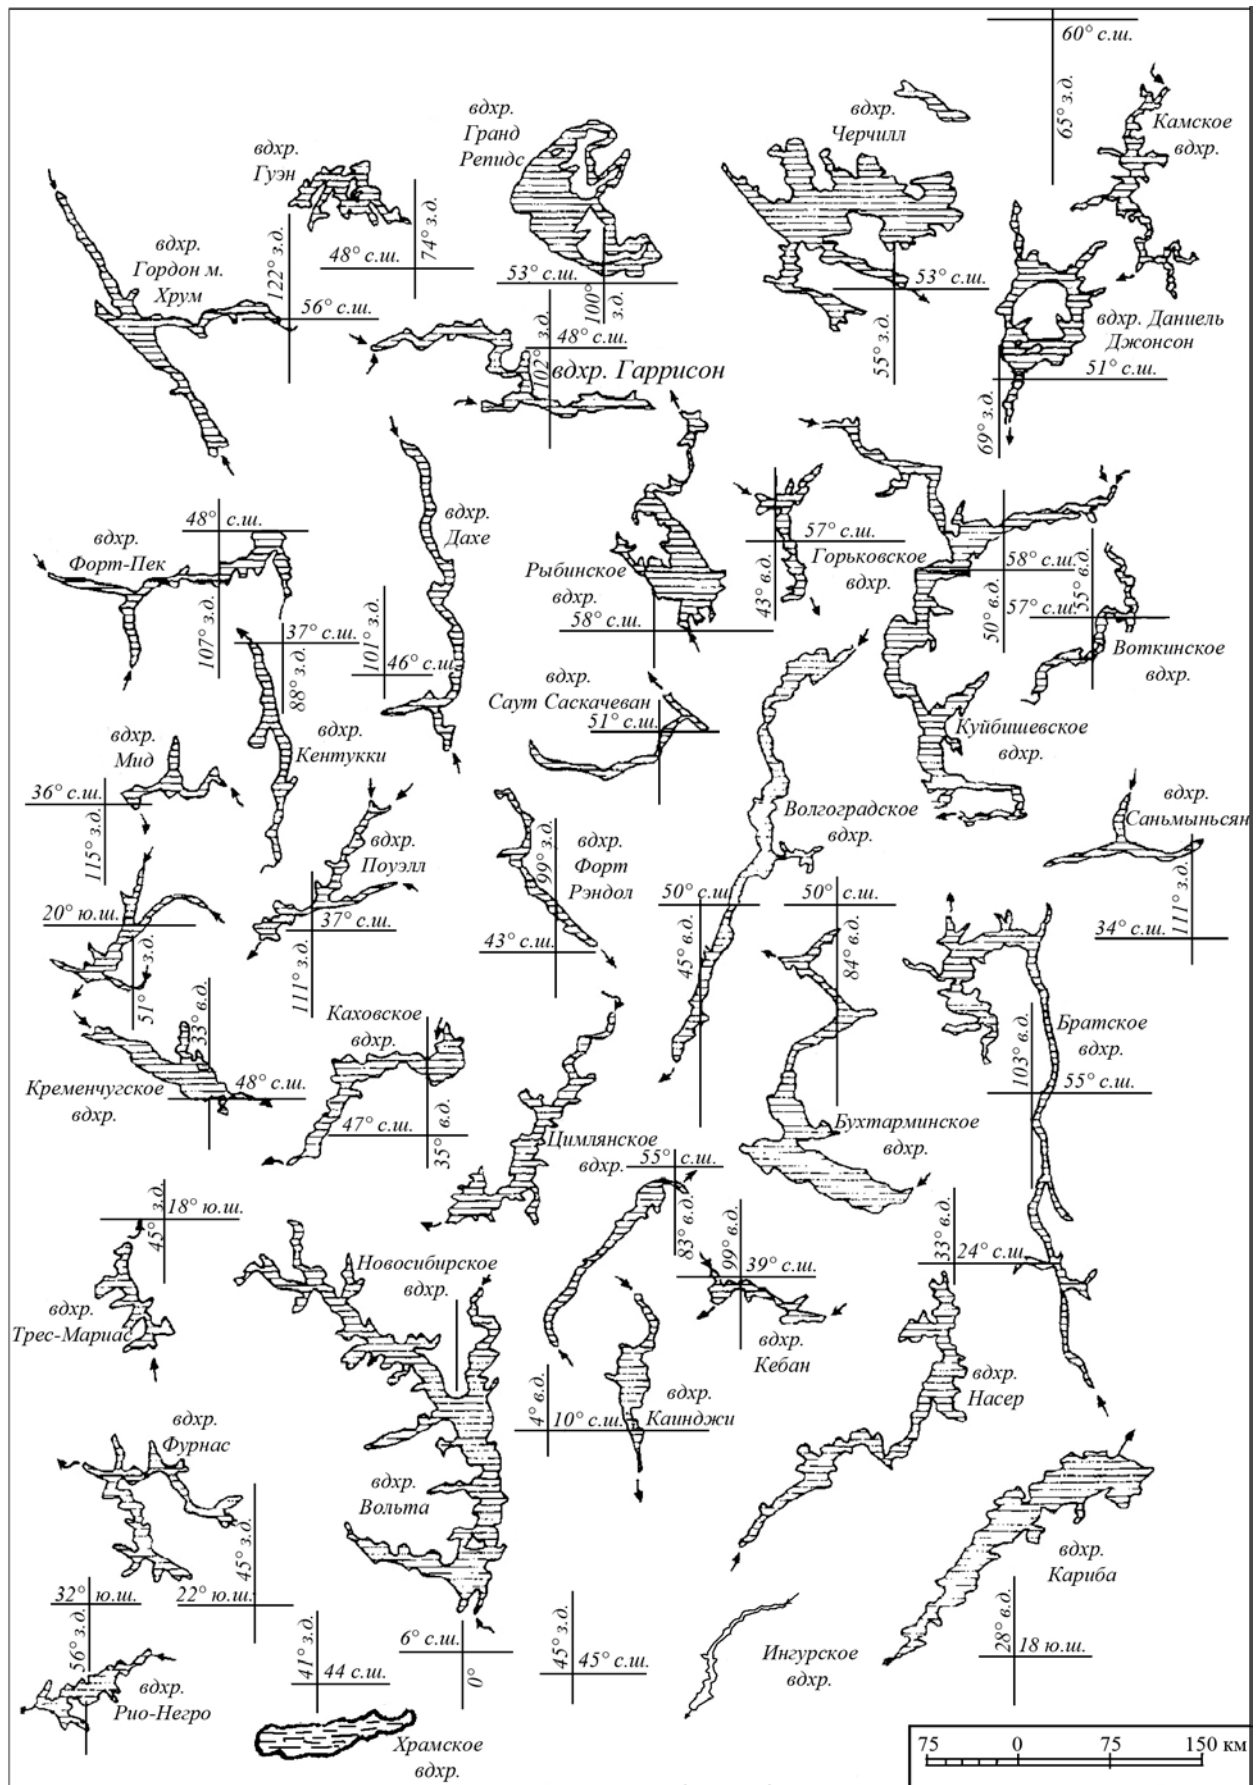 60° с.ш.
65° з.д.
вдхр.
Гранд
Репидс
вдхр.
Черчилл
Камское
вдхр.
вдхр.
Гуэн
74° з.д.
48° с.ш.
вдхр.
Гордон м.
Хрум
122° з.д.
56° с.ш.
53° с.ш.
100°
з.д.
53° с.ш.
55° з.д.
вдхр. Даниель
Джонсон
51° с.ш.
69° з.д.
48° с.ш.
102° з.д.
вдхр. Гаррисон
48° с.ш.
вдхр.
Форт-Пек
107° з.д.
вдхр.
Дахе
101° з.д.
46° с.ш.
Рыбинское
вдхр.
58° с.ш.
57° с.ш.
Горьковское
вдхр.
43° в.д.
58° с.ш.
50° в.д.
57° с.ш.
55° в.д.
Воткинское
вдхр.
37° с.ш.
88° з.д.
вдхр.
Кентукки
вдхр.
Саут Саскачеван
51° с.ш.
Куйбишевское
вдхр.
вдхр.
Мид
36° с.ш.
115° з.д.
вдхр.
Поуэлл
37° с.ш.
111° з.д.
99° з.д.
вдхр.
Форт
Рэндол
43° с.ш.
Волгоградское
вдхр.
50° с.ш.
45° в.д.
50° с.ш.
84° в.д.
вдхр.
Саньмыньсян
111° з.д.
34° с.ш.
20° ю.ш.
51° з.д.
33° в.д.
Кременчугское
вдхр.
48° с.ш.
Каховское
вдхр.
47° с.ш.
35° в.д.
Цимлянское
вдхр.
Бухтарминское
вдхр.
Братское
вдхр.
103° в.д.
55° с.ш.
55° с.ш.
83° в.д.
45° з.д.
18° ю.ш.
вдхр.
Трес-Мариас
Новосибирское
вдхр.
99° в.д.
39° с.ш.
вдхр.
Кебан
33° в.д.
24° с.ш.
вдхр.
Насер
4° в.д.
10° с.ш.
вдхр.
Каинджи
вдхр.
Фурнас
45° з.д.
22° ю.ш.
вдхр.
Вольта
6° с.ш.
0°
вдхр.
Кариба
28° в.д.
18 ю.ш.
32° ю.ш.
56° з.д.
вдхр.
Рио-Негро
41° з.д.
44 с.ш.
Храмское
вдхр.
45° з.д.
45° с.ш.
Ингурское
вдхр.
75 0 75 150 км